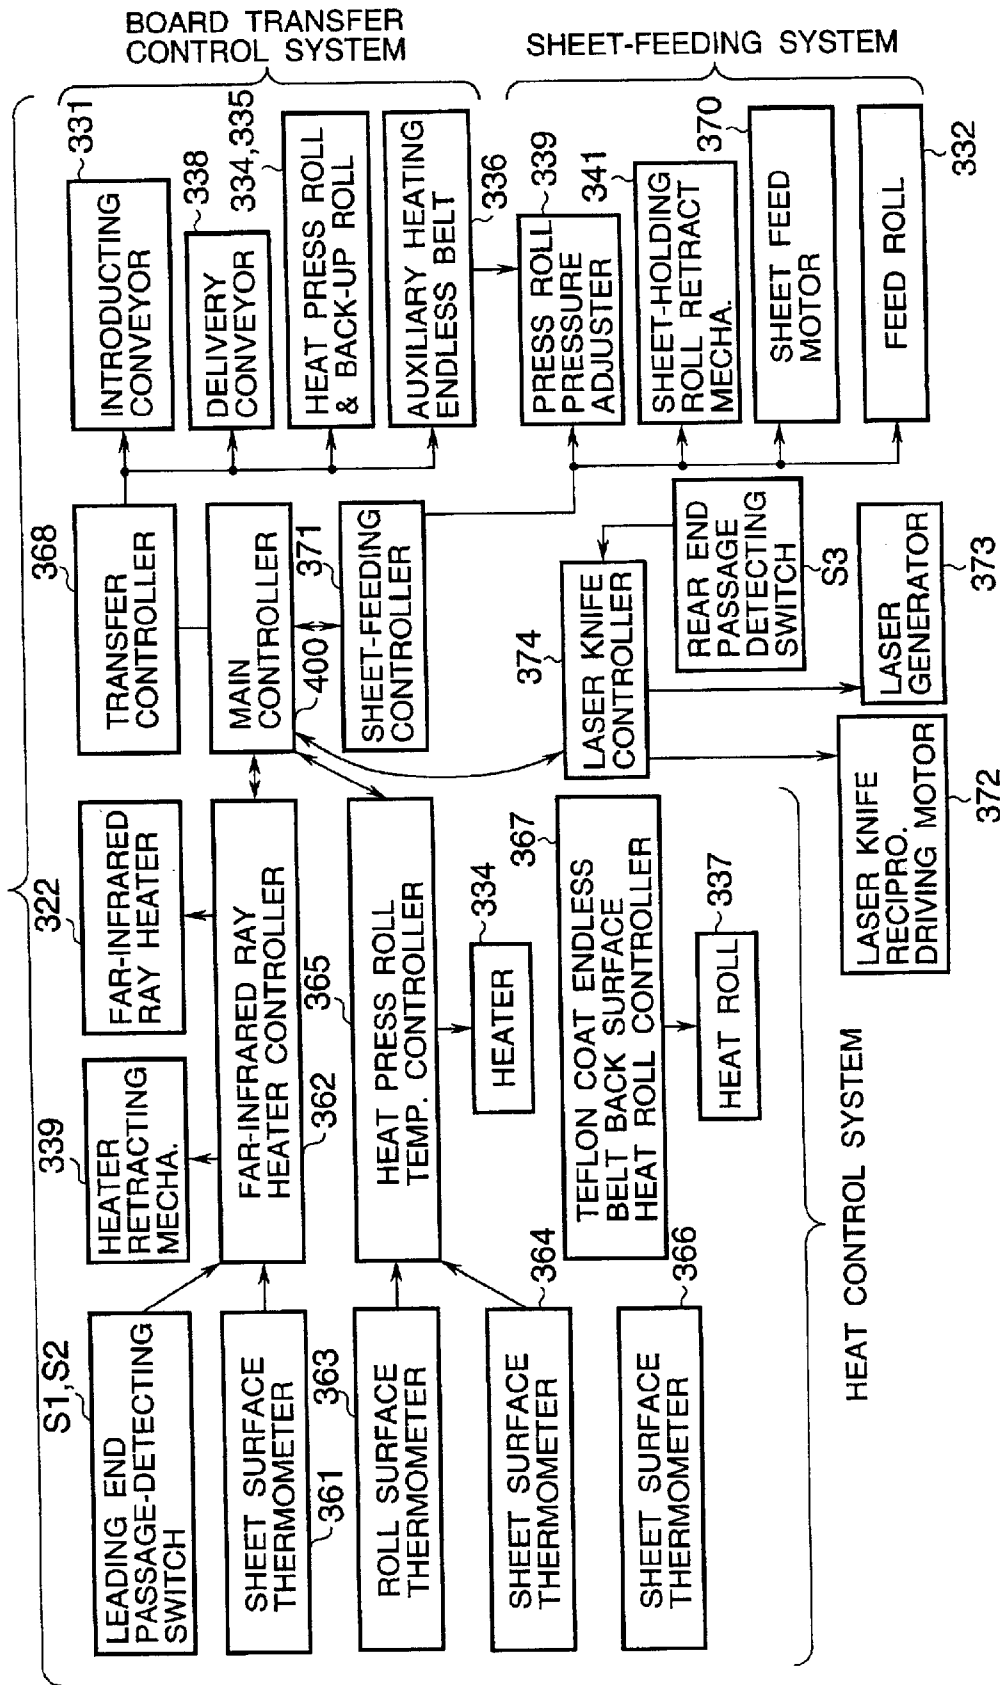 BOARD TRANSFER
CONTROL SYSTEM
SHEET-FEEDING SYSTEM
331
INTRODUCTING
CONVEYOR
338
DELIVERY
CONVEYOR
334,335
HEAT PRESS ROLL
& BACK-UP ROLL
AUXILIARY HEATING
ENDLESS BELT
336
339
PRESS ROLL
PRESSURE
ADJUSTER
341
SHEET-HOLDING
ROLL RETRACT
MECHA.
370
SHEET FEED
MOTOR
332
FEED ROLL
368
TRANSFER
CONTROLLER
MAIN
CONTROLLER
400
371
SHEET-FEEDING
CONTROLLER
374
LASER KNIFE
CONTROLLER
REAR END
PASSAGE
DETECTING
SWITCH
S3
LASER
GENERATOR
373
LASER KNIFE
RECIPRO.
DRIVING MOTOR
372
322
FAR-INFRARED
RAY HEATER
339
HEATER
RETRACTING
MECHA.
FAR-INFRARED RAY
HEATER CONTROLLER
362
365
HEAT PRESS ROLL
TEMP. CONTROLLER
334
HEATER
367
TEFLON COAT ENDLESS
BELT BACK SURFACE
HEAT ROLL CONTROLLER
337
HEAT ROLL
S1,S2
LEADING END
PASSAGE-DETECTING
SWITCH
SHEET SURFACE
THERMOMETER
361
363
ROLL SURFACE
THERMOMETER
364
SHEET SURFACE
THERMOMETER
366
SHEET SURFACE
THERMOMETER
HEAT CONTROL SYSTEM